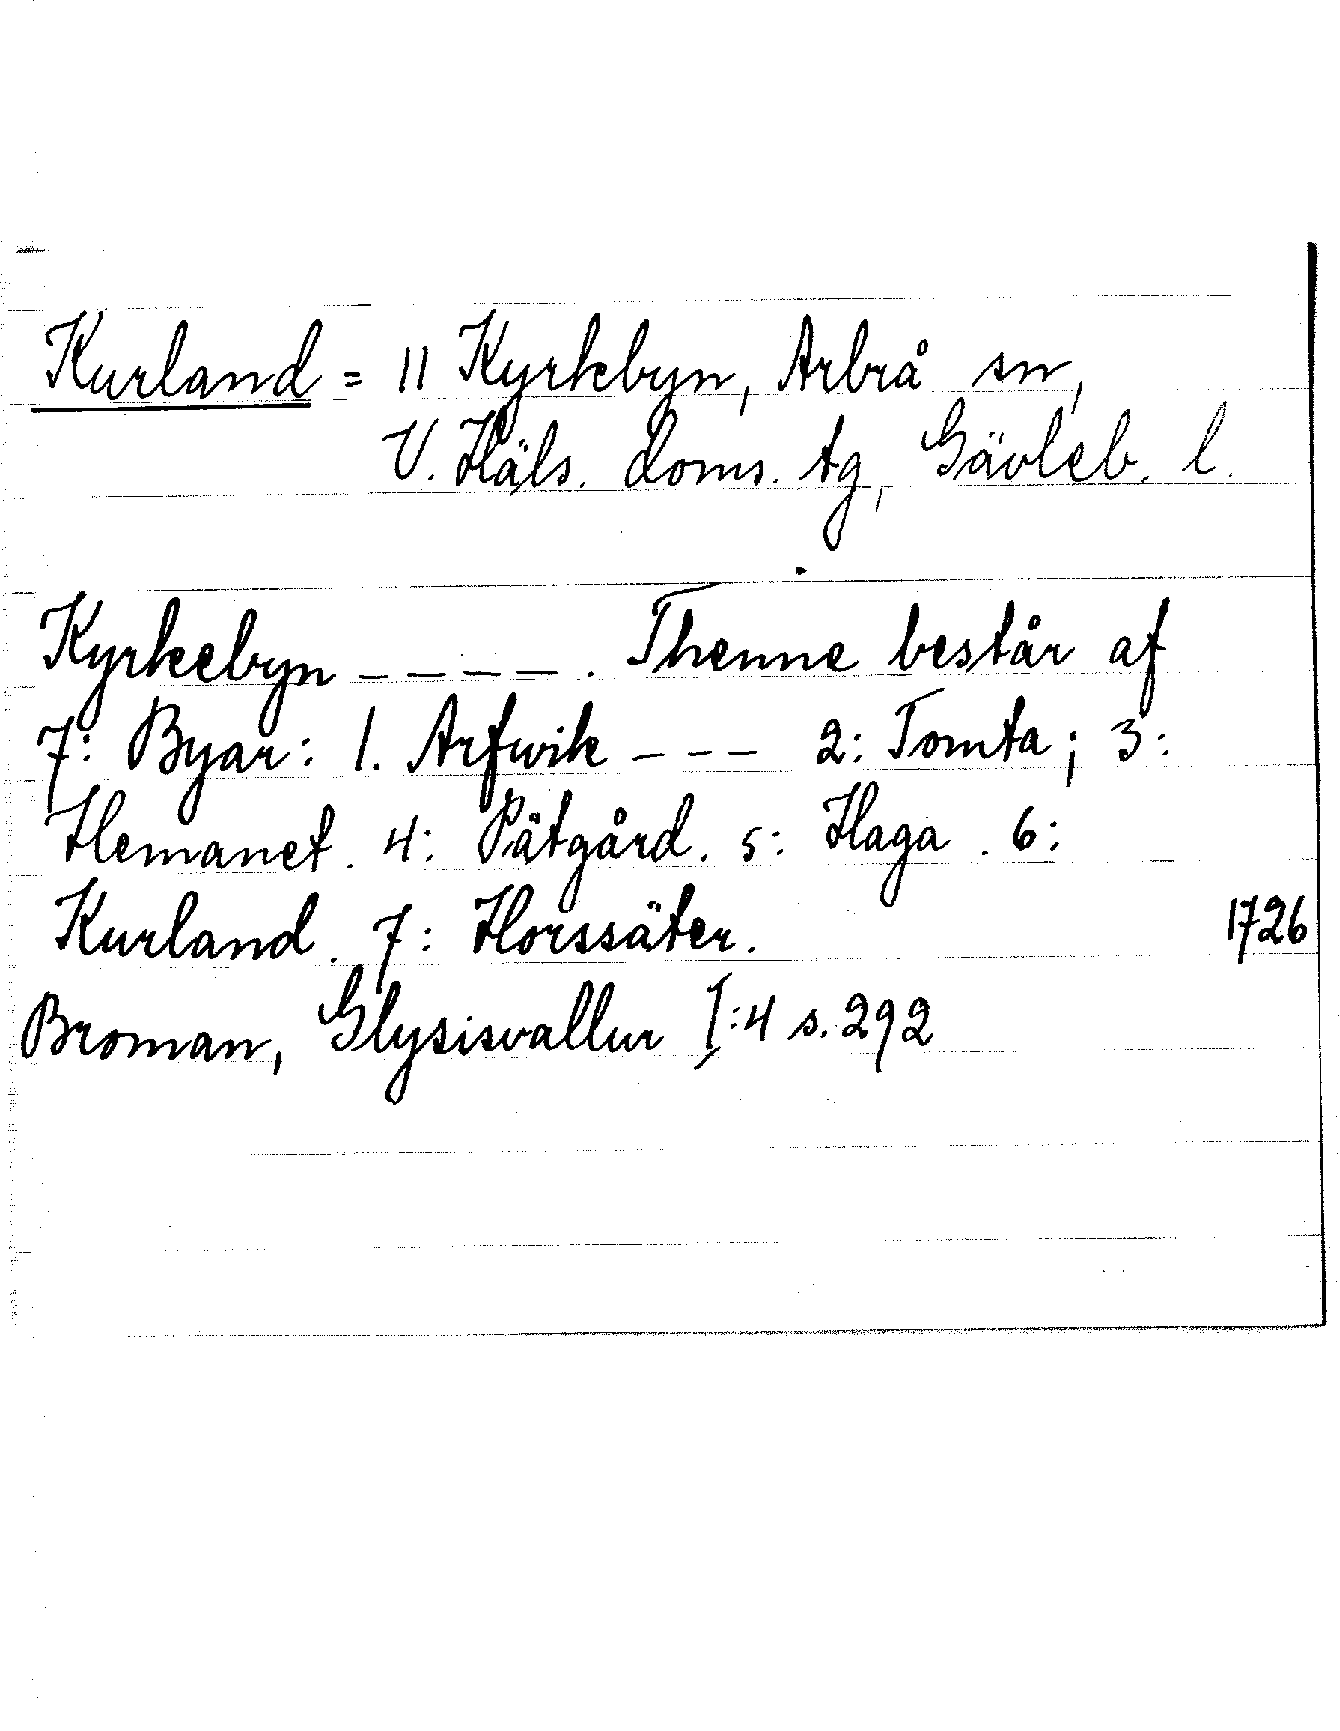 Kurland = 11 Kyrkbyn, Arbrå sn,
V. Häls. doms. tg, Gävleb. l.
Kyrkebyn ----. Thenne består af
7: Byar: 1. Arfwik --- 2: Tomta; 3:
Hemanet. 4: Pätgård. 5: Haga. 6:
Kurland. 7: Horssäter. 1726
Broman, Glysisvallur I:4 s. 292